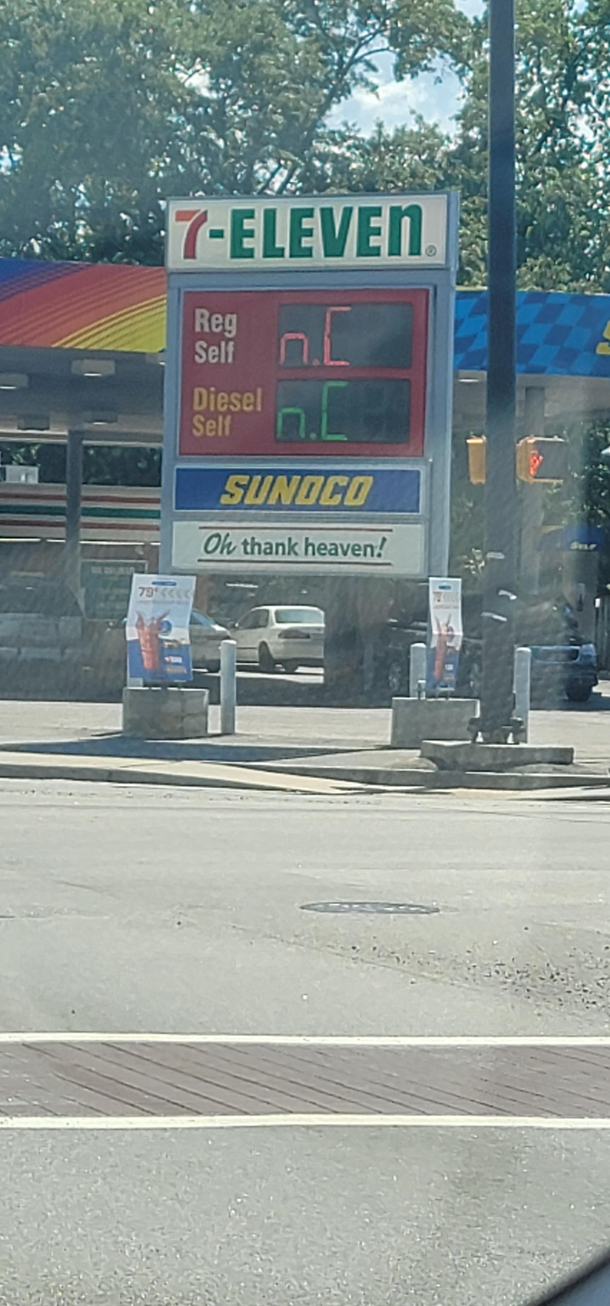 7-ELEVEn®
Reg
Self
n.C
Diesel
Self
n.C
SUNOCO
Oh thank heaven!
79¢